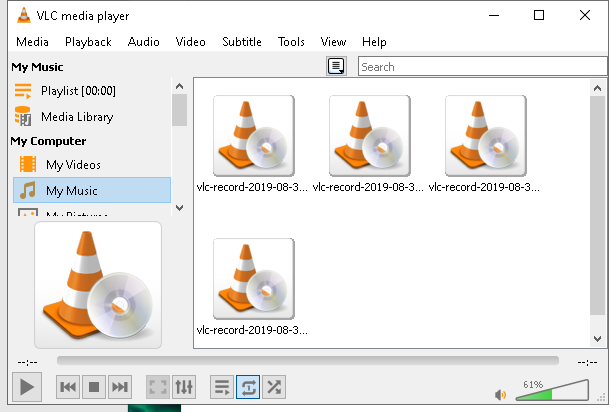 VLC media player
Media Playback Audio Video Subtitle Tools View Help
My Music
Search
Playlist [00:00]
Media Library
My Computer
My Videos
My Music
My Pictures
vlc-record-2019-08-3... vlc-record-2019-08-3... vlc-record-2019-08-3...
vlc-record-2019-08-3...
--:-- --:--
61%